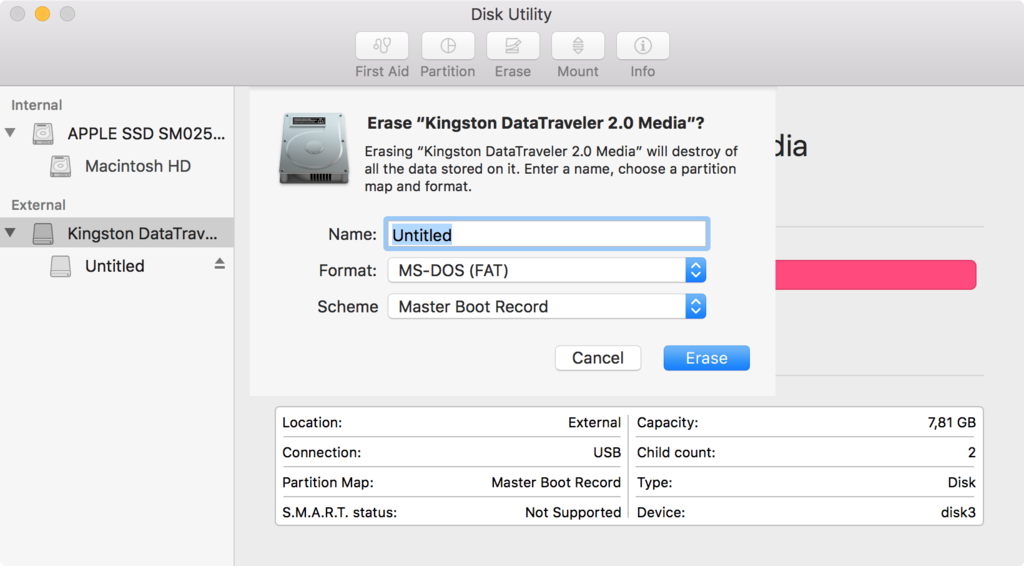 Disk Utility
First Aid
Partition
Erase
Mount
Info
Internal
APPLE SSD SM025...
Macintosh HD
External
Kingston DataTrav...
Untitled
dia
Erase “Kingston DataTraveler 2.0 Media”?
Erasing “Kingston DataTraveler 2.0 Media” will destroy of
all the data stored on it. Enter a name, choose a partition
map and format.
Name: Untitled
Format: MS-DOS (FAT)
Scheme Master Boot Record
Cancel
Erase
Location: External
Capacity: 7,81 GB
Connection: USB
Child count: 2
Partition Map: Master Boot Record
Type: Disk
S.M.A.R.T. status: Not Supported
Device: disk3